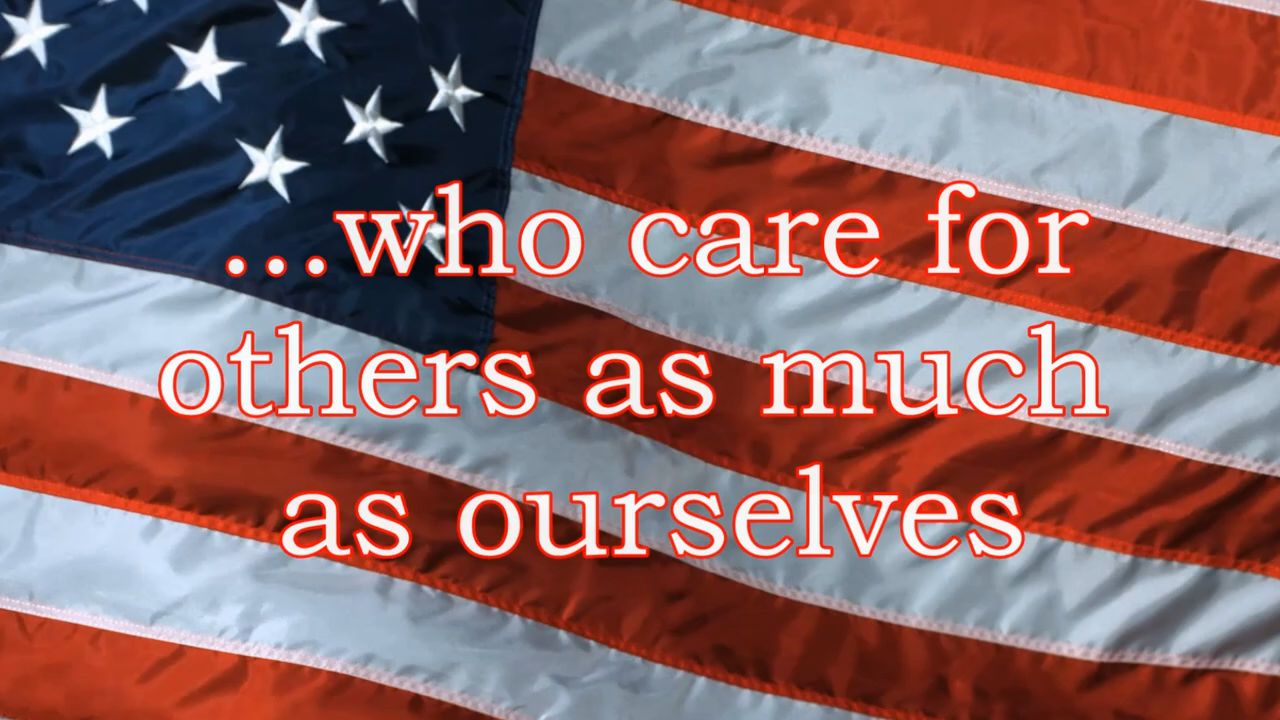 ...who care for
others as much
as ourselves